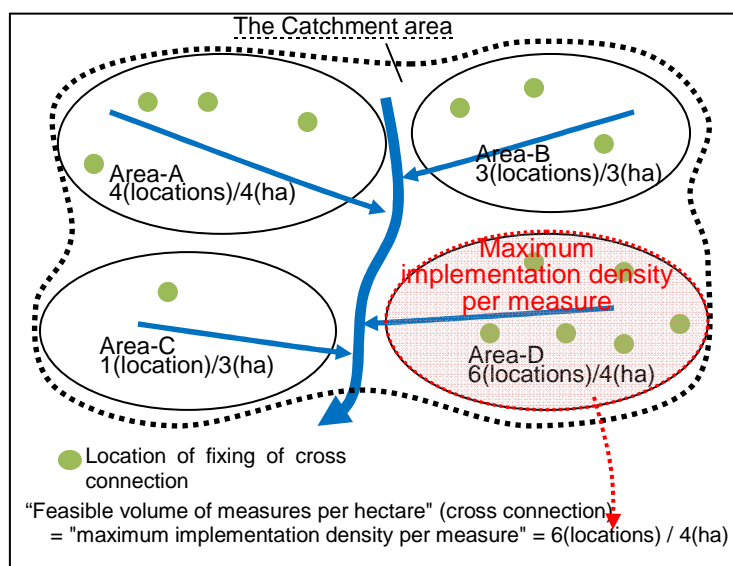 The Catchment area
Area-A
4(locations)/4(ha)
Area-B
3(locations)/3(ha)
Maximum
implementation density
per measure
Area-C
1(location)/3(ha)
Area-D
6(locations)/4(ha)
Location of fixing of cross
connection
“Feasible volume of measures per hectare" (cross connection)
= "maximum implementation density per measure" = 6(locations) / 4(ha)